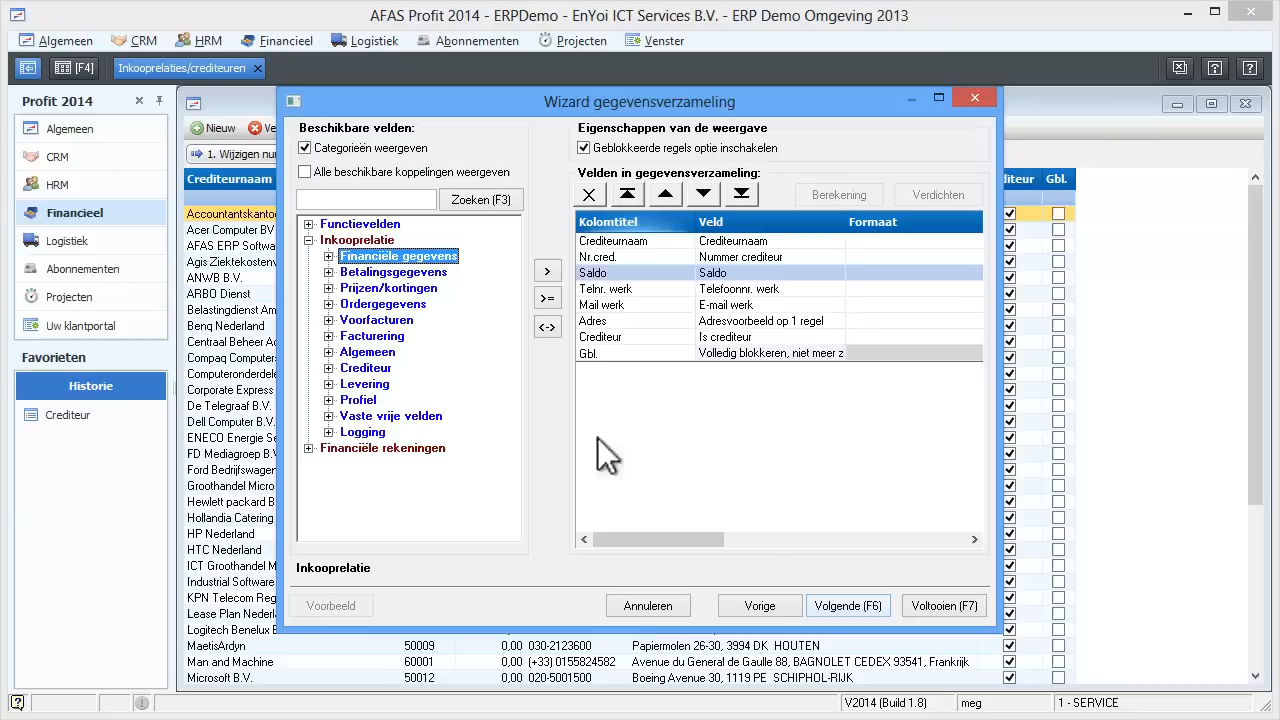 AFAS Profit 2014 - ERPDemo - EnYoi ICT Services B.V. - ERP Demo Omgeving 2013
Algemeen CRM HRM Financieel Logistiek Abonnementen Projecten Venster
[F4] Inkooprelaties/crediteuren
Profit 2014
Algemeen
CRM
HRM
Financieel
Logistiek
Abonnementen
Projecten
Uw klantportal
Favorieten
Historie
Crediteur
Nieuw
1. Wijzigen
Crediteurnaam
Gbl.
Acer Computer
AFAS ERP Softwa
Agis Ziektekosten
ANWB B.V.
ARBO Dienst
Belastingdienst Am
Benq Nederland
Centraal Beheer
Compaq Compute
Computeronderdele
Corporate Express
De Telegraaf B.V.
Dell Computer B.V.
ENECO Energie Se
FD Mediagroep B.V
Ford Bedrijfswagen
Groothandel Micro
Hewlett packard B
Hollandia Catering
HP Nederland
HTC Nederland
ICT Groothandel M
Industrial Software
KPN Telecom Reg
Lease Plan Nederl
Logitech Benelux
MaetisArdyn 50009 0,00 030-2123600 Papiermolen 26-30, 3994 DK HOUTEN
Man and Machine 60001 0,00 (+33) 0155824582 Avenue du General de Gaulle 88, BAGNOLET CEDEX 93541, Frankrijk
Microsoft B.V. 50012 0,00 020-5001500 Boeing Avenue 30, 1119 PE SCHIPHOL-RIJK
Wizard gegevensverzameling
Beschikbare velden:
Categorieën weergeven
Alle beschikbare koppelingen weergeven
Zoeken (F3)
Functievelden
Inkooprelatie
Financiële gegevens
Betalingsgegevens
Prijzen/kortingen
Ordergegevens
Voorfacturen
Facturering
Algemeen
Crediteur
Levering
Profiel
Vaste vrije velden
Logging
Financiële rekeningen
>
>=
<->
Eigenschappen van de weergave
Geblokkeerde regels optie inschakelen
Velden in gegevensverzameling:
Berekening Verdichten
Kolomtitel Veld Formaat
Crediteurnaam Crediteurnaam
Nr.cred. Nummer crediteur
Saldo Saldo
Telnr. werk Telefoonnr. werk
Mail werk E-mail werk
Adres Adresvoorbeeld op 1 regel
Crediteur Is crediteur
Gbl. Volledig blokkeren, niet meer z
Inkooprelatie
Voorbeeld Annuleren Vorige Volgende (F6) Voltooien (F7)
V2014 (Build 1.8) meg 1 - SERVICE